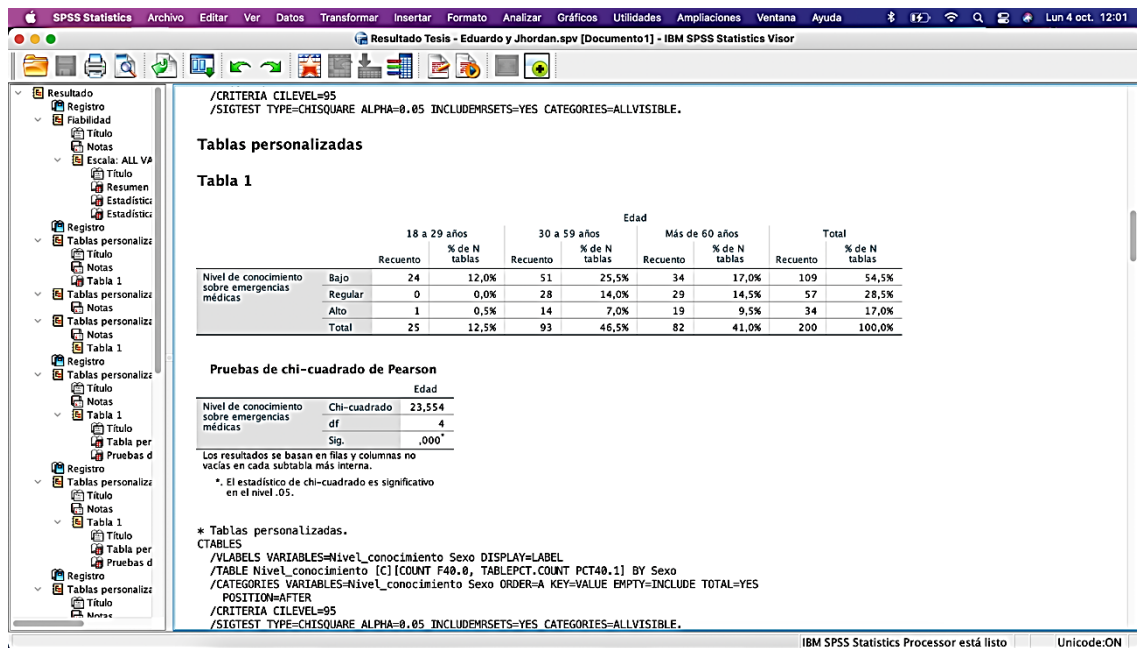 SPSS Statistics Archivo Editar Ver Datos Transformar Insertar Formato Analizar Gráficos Utilidades Ampliaciones Ventana Ayuda Lun 4 oct. 12:01
Resultado Tesis - Eduardo y Jhordan.spv [Documento1] - IBM SPSS Statistics Visor
Resultado
Registro
Fiabilidad
Título
Notas
Escala: ALL VA
Título
Resumen
Estadística
Estadística
Registro
Tablas personaliza
Título
Notas
Tabla 1
Tablas personaliza
Notas
Tablas personaliza
Notas
Tabla 1
Registro
Tablas personaliza
Título
Notas
Tabla 1
Título
Tabla per
Pruebas d
Registro
Tablas personaliza
Título
Notas
Tabla 1
Título
Tabla per
Pruebas d
Registro
Tablas personaliza
Título
Notas
/CRITERIA CILEVEL=95
/SIGTEST TYPE=CHISQUARE ALPHA=0.05 INCLUDEMRSETS=YES CATEGORIES=ALLVISIBLE.
Tablas personalizadas
Tabla 1
Edad
18 a 29 años 30 a 59 años Más de 60 años Total
Recuento % de N tablas Recuento % de N tablas Recuento % de N tablas Recuento % de N tablas
Nivel de conocimiento sobre emergencias médicas
Bajo 24 12,0% 51 25,5% 34 17,0% 109 54,5%
Regular 0 0,0% 28 14,0% 29 14,5% 57 28,5%
Alto 1 0,5% 14 7,0% 19 9,5% 34 17,0%
Total 25 12,5% 93 46,5% 82 41,0% 200 100,0%
Pruebas de chi-cuadrado de Pearson
Edad
Nivel de conocimiento sobre emergencias médicas
Chi-cuadrado 23,554
df 4
Sig. ,000*
Los resultados se basan en filas y columnas no
vacías en cada subtabla más interna.
*. El estadístico de chi-cuadrado es significativo
en el nivel .05.
* Tablas personalizadas.
CTABLES
/VLABELS VARIABLES=Nivel_conocimiento Sexo DISPLAY=LABEL
/TABLE Nivel_conocimiento [C][COUNT F40.0, TABLEPCT.COUNT PCT40.1] BY Sexo
/CATEGORIES VARIABLES=Nivel_conocimiento Sexo ORDER=A KEY=VALUE EMPTY=INCLUDE TOTAL=YES
POSITION=AFTER
/CRITERIA CILEVEL=95
/SIGTEST TYPE=CHISQUARE ALPHA=0.05 INCLUDEMRSETS=YES CATEGORIES=ALLVISIBLE.
IBM SPSS Statistics Processor está listo Unicode:ON